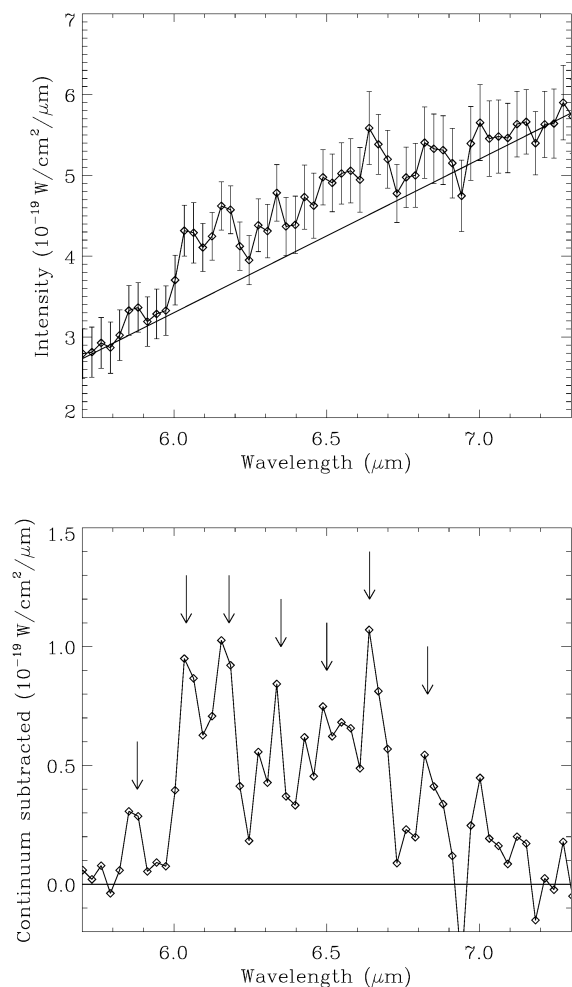 7
6
5
4
3
2
Intensity (10⁻¹⁹ W/cm²/μm)
6.0 6.5 7.0
Wavelength (μm)
1.5
1.0
0.5
0.0
Continuum subtracted (10⁻¹⁹ W/cm²/μm)
6.0 6.5 7.0
Wavelength (μm)